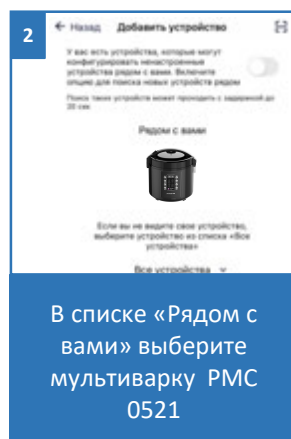 2
Назад Добавить устройство
У вас есть устройства, которые могут
конфигурировать ненастроенные
устройства рядом с вами. Включите
опцию для поиска новых устройств рядом
Поиск таких устройств может проходить с задержкой до
20 сек
Рядом с вами
Если вы не видите свое устройство,
выберите устройство из списка «Все
устройства»
Все устройства
В списке «Рядом с
вами» выберите
мультиварку PMC
0521